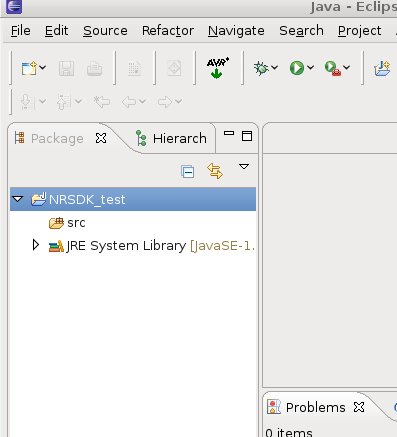 Java - Eclips
File Edit Source Refactor Navigate Search Project
AVR
Package Hierarch
NRSDK_test
src
JRE System Library [JavaSE-1.
Problems
0 items